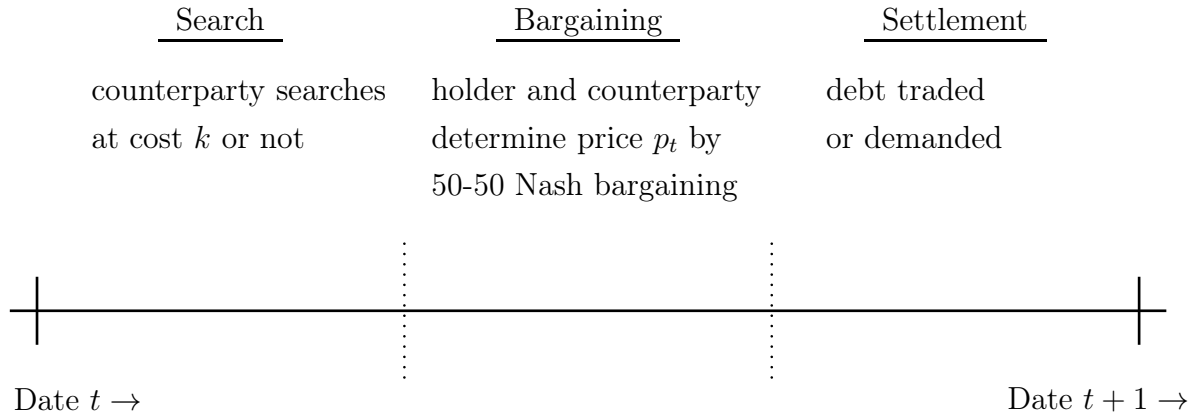 Search
counterparty searches
at cost k or not
Bargaining
holder and counterparty
determine price p_t by
50-50 Nash bargaining
Settlement
debt traded
or demanded
Date t →
Date t + 1 →